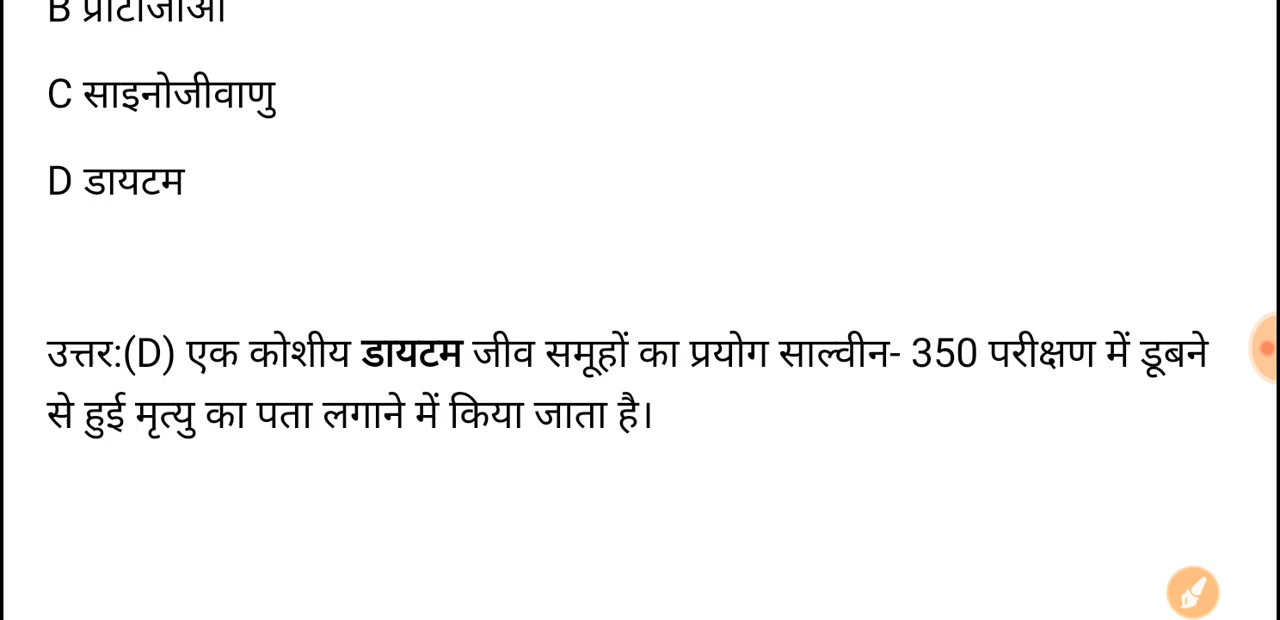 B प्रोटोजोआ
C साइनोजीवाणु
D डायटम
उत्तर:(D) एक कोशीय डायटम जीव समूहों का प्रयोग साल्वीन- 350 परीक्षण में डूबने
से हुई मृत्यु का पता लगाने में किया जाता है।